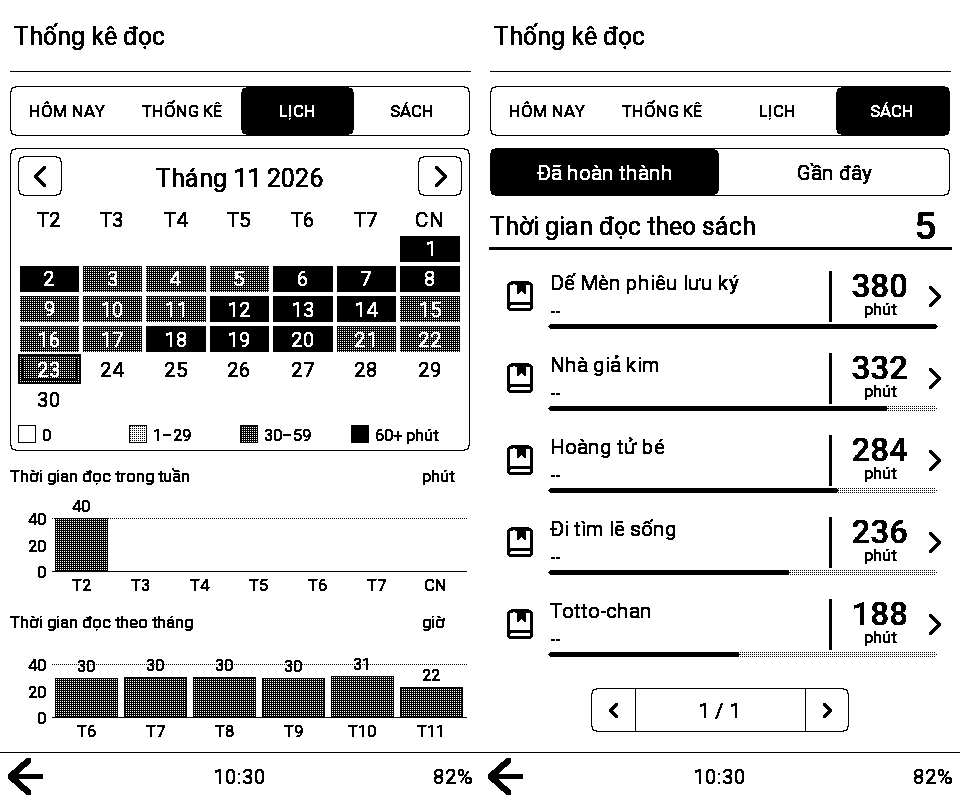 Thống kê đọc
HÔM NAY THỐNG KÊ LỊCH SÁCH
Tháng 11 2026
T2 T3 T4 T5 T6 T7 CN
1
2 3 4 5 6 7 8
9 10 11 12 13 14 15
16 17 18 19 20 21 22
23 24 25 26 27 28 29
30
0 1–29 30–59 60+ phút
Thời gian đọc trong tuần phút
40
40
20
0
T2 T3 T4 T5 T6 T7 CN
Thời gian đọc theo tháng giờ
40 30 30 30 30 31 22
20
0
T6 T7 T8 T9 T10 T11
10:30 82%
Thống kê đọc
HÔM NAY THỐNG KÊ LỊCH SÁCH
Đã hoàn thành Gần đây
Thời gian đọc theo sách 5
Dế Mèn phiêu lưu ký 380
-- phút
Nhà giả kim 332
-- phút
Hoàng tử bé 284
-- phút
Đi tìm lẽ sống 236
-- phút
Totto-chan 188
-- phút
1 / 1
10:30 82%